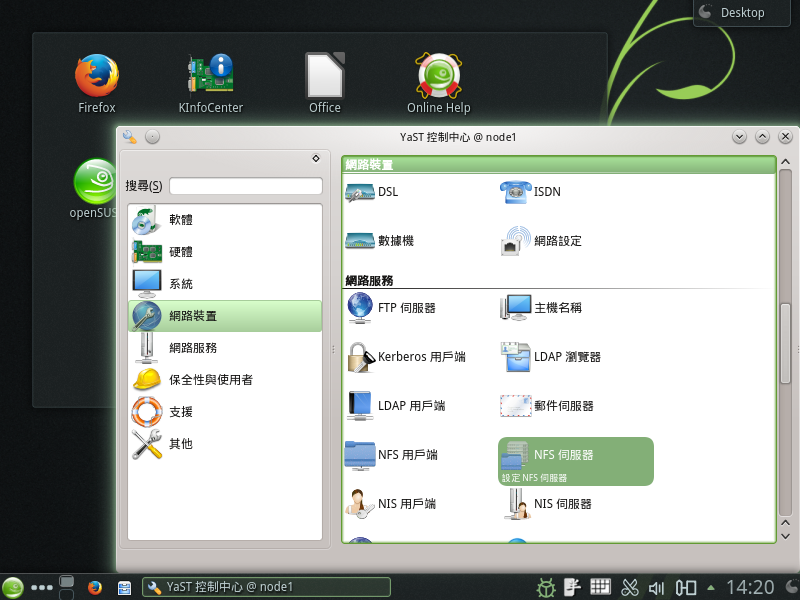 Desktop
Firefox
KInfoCenter
Office
Online Help
openSUS
YaST 控制中心 @ node1
搜尋(S)
軟體
硬體
系統
網路裝置
網路服務
保全性與使用者
支援
其他
網路裝置
DSL
ISDN
數據機
網路設定
網路服務
FTP 伺服器
主機名稱
Kerberos 用戶端
LDAP 瀏覽器
LDAP 用戶端
郵件伺服器
NFS 用戶端
NFS 伺服器
設定 NFS 伺服器
NIS 用戶端
NIS 伺服器
YaST 控制中心 @ node1
14:20